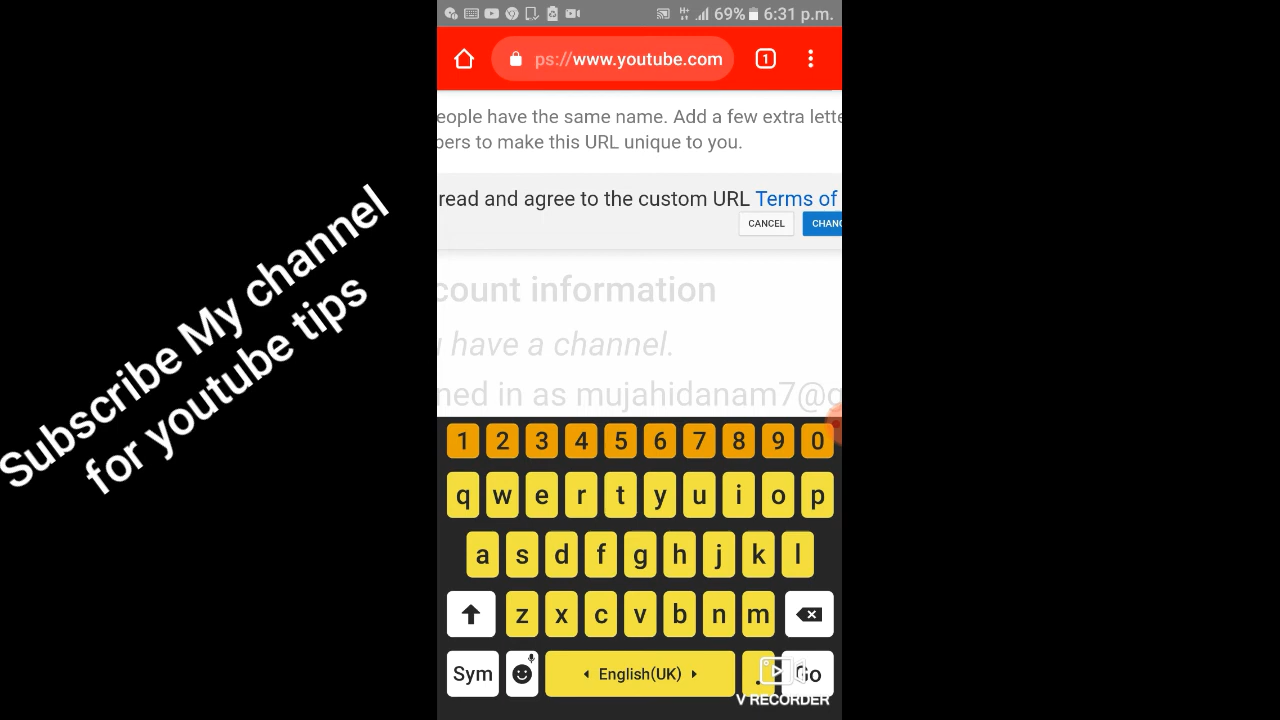 69% 6:31 p.m.
ps://www.youtube.com
1
eople have the same name. Add a few extra lette
bers to make this URL unique to you.
read and agree to the custom URL Terms of
CANCEL CHANG
count information
have a channel.
ned in as mujahidanam7@g
Subscribe My channel
for youtube tips
1 2 3 4 5 6 7 8 9 0
q w e r t y u i o p
a s d f g h j k l
z x c v b n m
Sym English(UK) . Go
V RECORDER